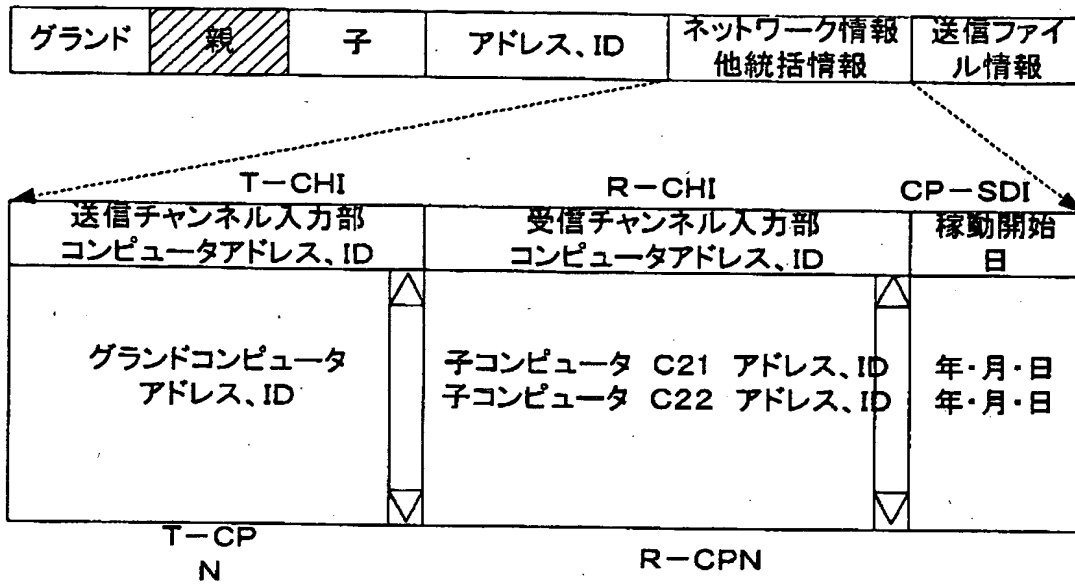 グランド 親 子 アドレス、ID ネットワーク情報
他統括情報 送信ファイ
ル情報
T－CHI R－CHI CP－SDI
送信チャンネル入力部
コンピュータアドレス、ID
受信チャンネル入力部
コンピュータアドレス、ID
稼動開始
日
グランドコンピュータ
アドレス、ID
子コンピュータ C21 アドレス、ID
子コンピュータ C22 アドレス、ID
年・月・日
年・月・日
T－CP
N
R－CPN